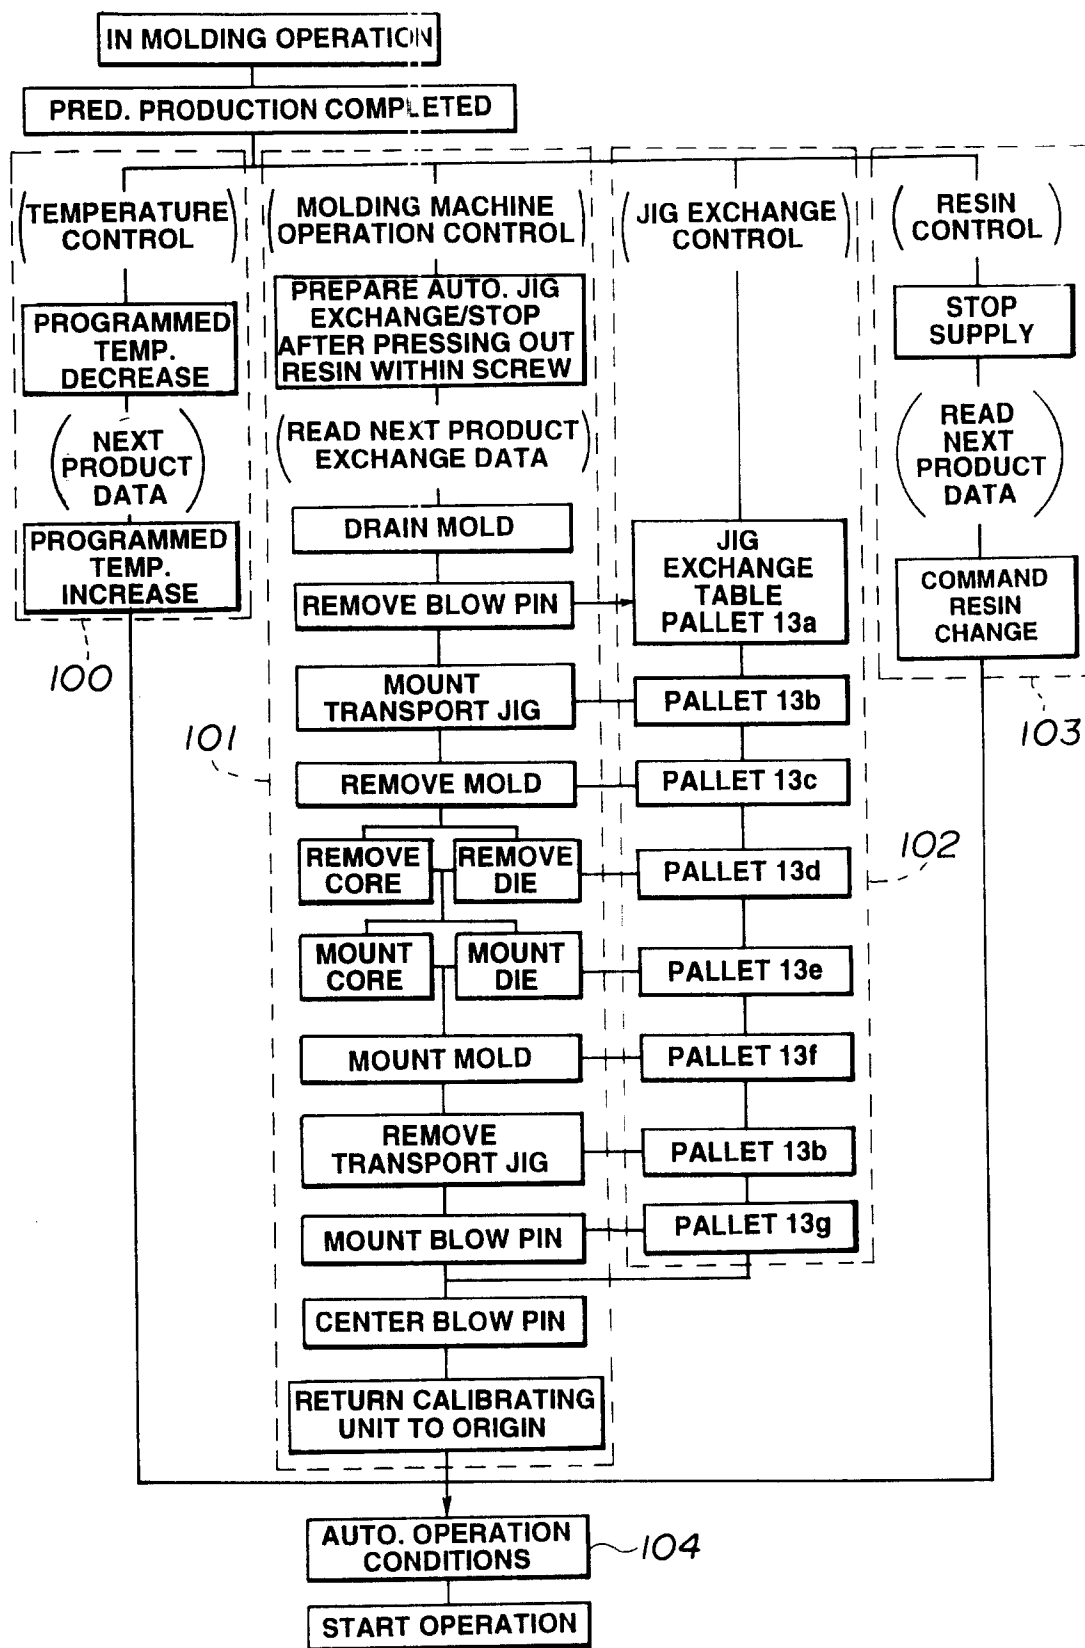 IN MOLDING OPERATION
PRED. PRODUCTION COMPLETED
(TEMPERATURE
CONTROL)
PROGRAMMED
TEMP.
DECREASE
(NEXT
PRODUCT
DATA)
PROGRAMMED
TEMP.
INCREASE
100
(MOLDING MACHINE
OPERATION CONTROL)
PREPARE AUTO. JIG
EXCHANGE/STOP
AFTER PRESSING OUT
RESIN WITHIN SCREW
(READ NEXT PRODUCT
EXCHANGE DATA)
DRAIN MOLD
REMOVE BLOW PIN
MOUNT
TRANSPORT JIG
101
REMOVE MOLD
REMOVE
CORE
REMOVE
DIE
MOUNT
CORE
MOUNT
DIE
MOUNT MOLD
REMOVE
TRANSPORT JIG
MOUNT BLOW PIN
CENTER BLOW PIN
RETURN CALIBRATING
UNIT TO ORIGIN
(JIG EXCHANGE
CONTROL)
JIG
EXCHANGE
TABLE
PALLET 13a
PALLET 13b
PALLET 13c
PALLET 13d
102
PALLET 13e
PALLET 13f
PALLET 13b
PALLET 13g
(RESIN
CONTROL)
STOP
SUPPLY
(READ
NEXT
PRODUCT
DATA)
COMMAND
RESIN
CHANGE
103
AUTO. OPERATION
CONDITIONS
104
START OPERATION